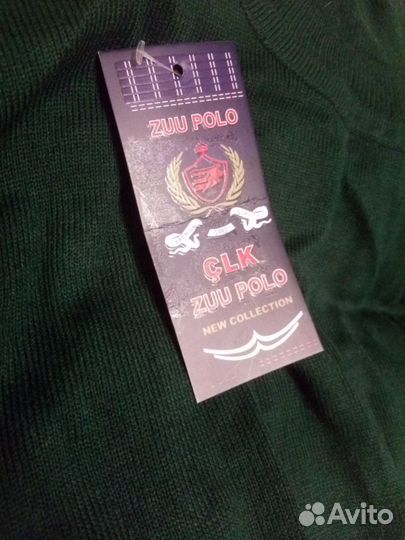 ZUU POLO
ÇLK
ZUU POLO
NEW COLLECTION
Avito